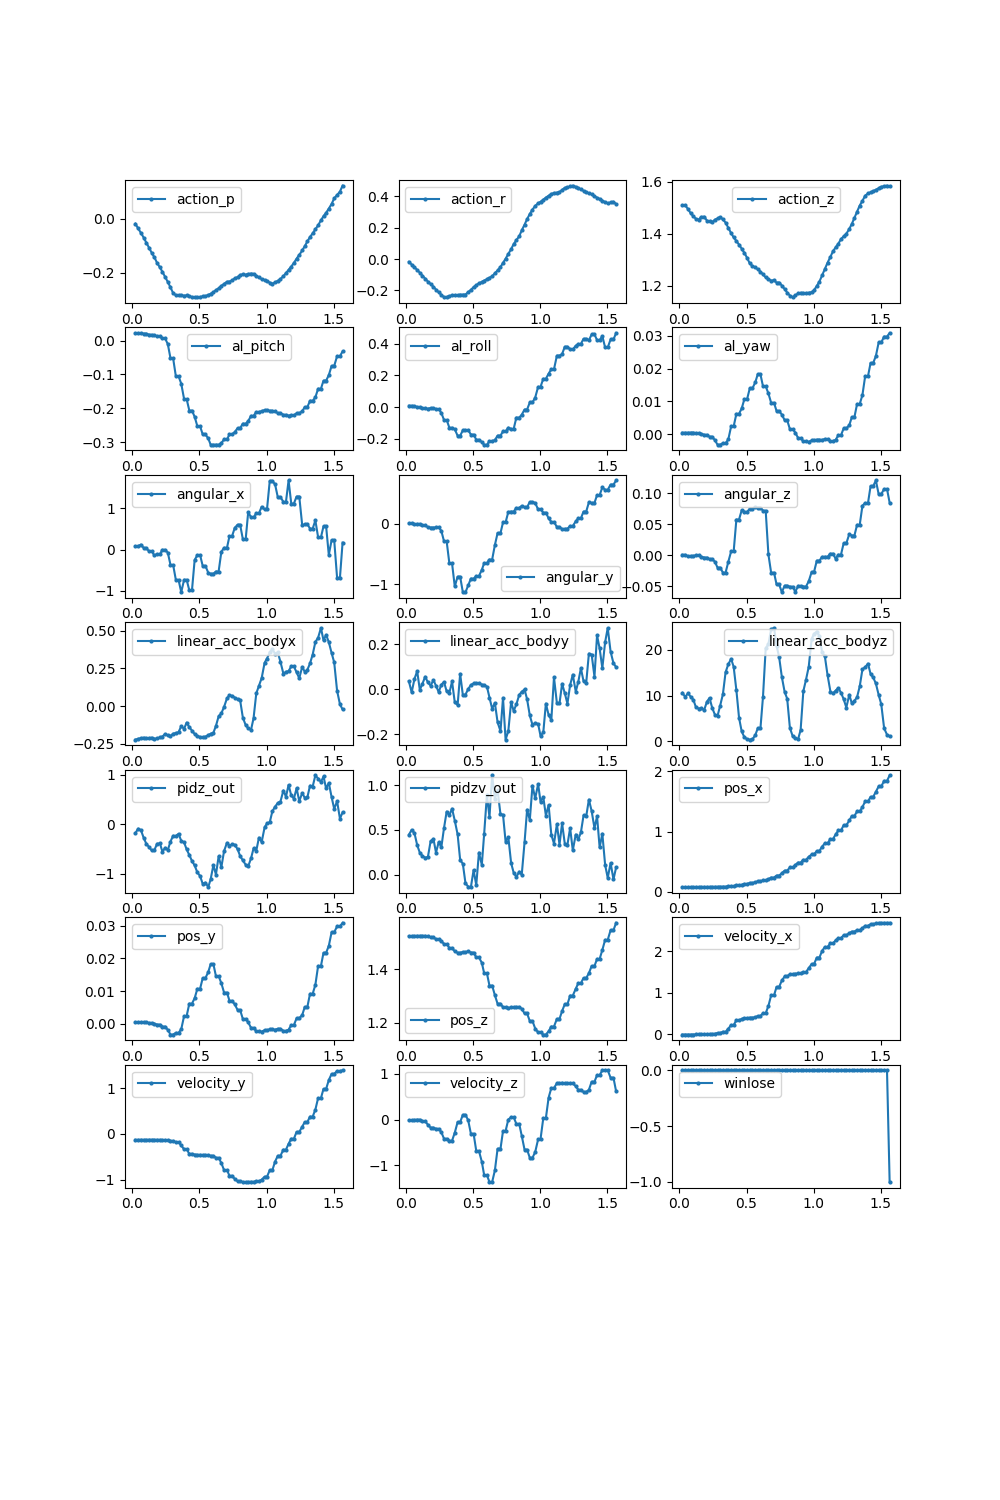 action_p
0.0
−0.2
0.0 0.5 1.0 1.5
action_r
0.4
0.2
0.0
−0.2
0.0 0.5 1.0 1.5
action_z
1.6
1.4
1.2
0.0 0.5 1.0 1.5
al_pitch
0.0
−0.1
−0.2
−0.3
0.0 0.5 1.0 1.5
al_roll
0.4
0.2
0.0
−0.2
0.0 0.5 1.0 1.5
al_yaw
0.03
0.02
0.01
0.00
0.0 0.5 1.0 1.5
angular_x
1
0
−1
0.0 0.5 1.0 1.5
angular_y
0
−1
0.0 0.5 1.0 1.5
angular_z
0.10
0.05
0.00
−0.05
0.0 0.5 1.0 1.5
linear_acc_bodyx
0.50
0.25
0.00
−0.25
0.0 0.5 1.0 1.5
linear_acc_bodyy
0.2
0.0
−0.2
0.0 0.5 1.0 1.5
linear_acc_bodyz
20
10
0
0.0 0.5 1.0 1.5
pidz_out
1
0
−1
0.0 0.5 1.0 1.5
pidzv_out
1.0
0.5
0.0
0.0 0.5 1.0 1.5
pos_x
2
1
0
0.0 0.5 1.0 1.5
pos_y
0.03
0.02
0.01
0.00
0.0 0.5 1.0 1.5
pos_z
1.4
1.2
0.0 0.5 1.0 1.5
velocity_x
2
1
0
0.0 0.5 1.0 1.5
velocity_y
1
0
−1
0.0 0.5 1.0 1.5
velocity_z
1
0
−1
0.0 0.5 1.0 1.5
winlose
0.0
−0.5
−1.0
0.0 0.5 1.0 1.5